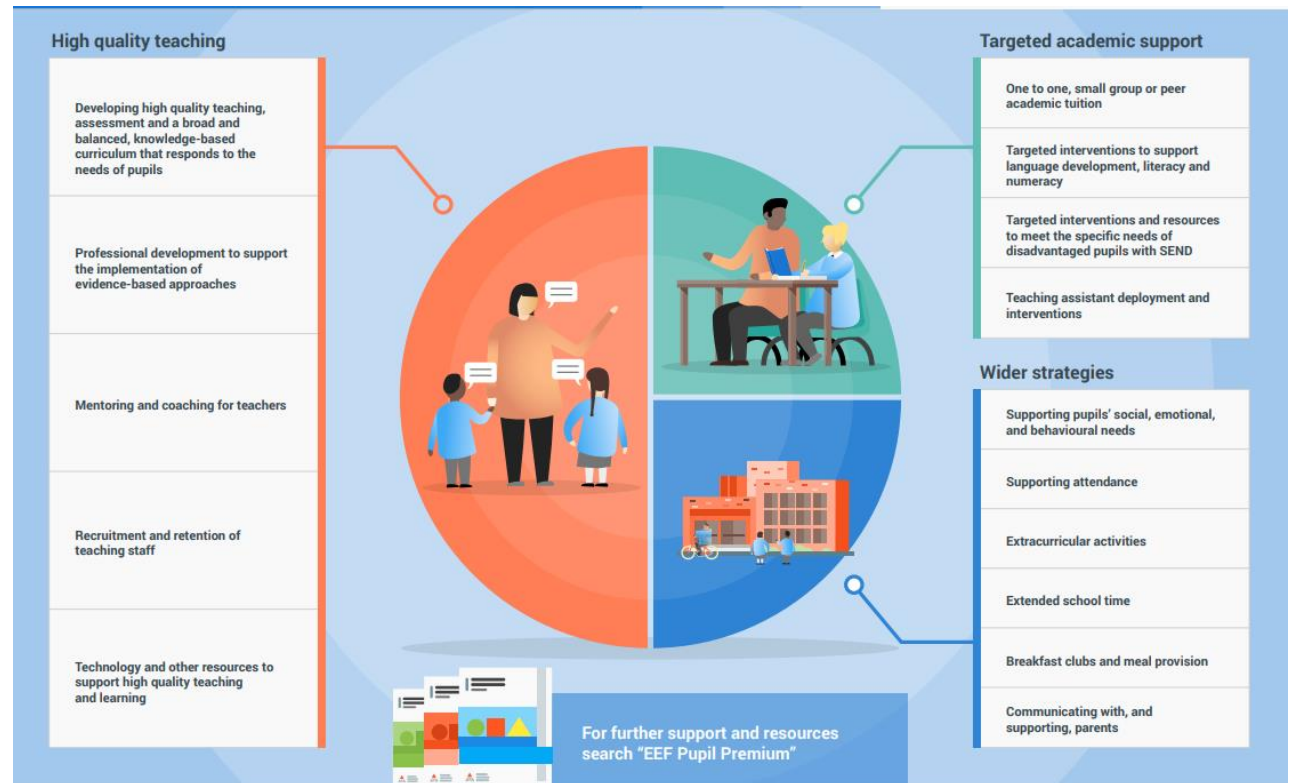 High quality teaching
Developing high quality teaching,
assessment and a broad and
balanced, knowledge-based
curriculum that responds to the
needs of pupils
Professional development to support
the implementation of
evidence-based approaches
Mentoring and coaching for teachers
Recruitment and retention of
teaching staff
Technology and other resources to
support high quality teaching
and learning
Targeted academic support
One to one, small group or peer
academic tuition
Targeted interventions to support
language development, literacy and
numeracy
Targeted interventions and resources
to meet the specific needs of
disadvantaged pupils with SEND
Teaching assistant deployment and
interventions
Wider strategies
Supporting pupils' social, emotional,
and behavioural needs
Supporting attendance
Extracurricular activities
Extended school time
Breakfast clubs and meal provision
Communicating with, and
supporting, parents
For further support and resources
search “EEF Pupil Premium”